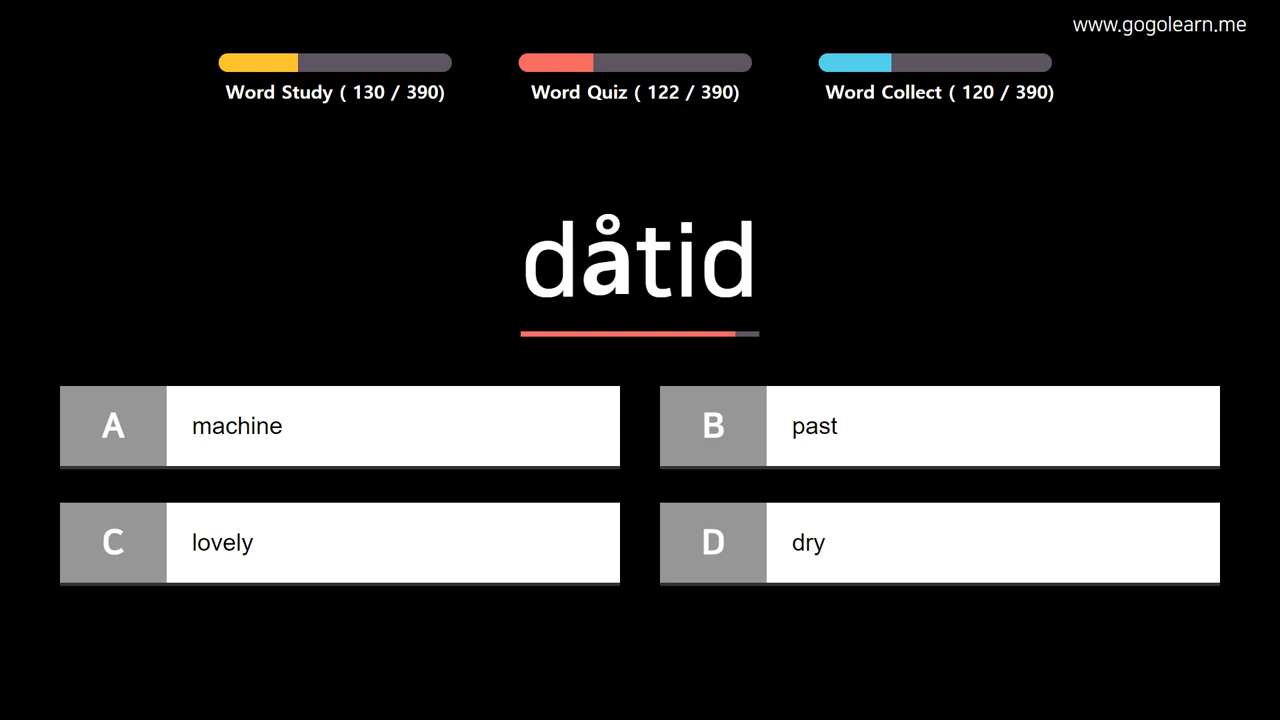 www.gogolearn.me
Word Study ( 130 / 390)
Word Quiz ( 122 / 390)
Word Collect ( 120 / 390)
dåtid
A machine
B past
C lovely
D dry